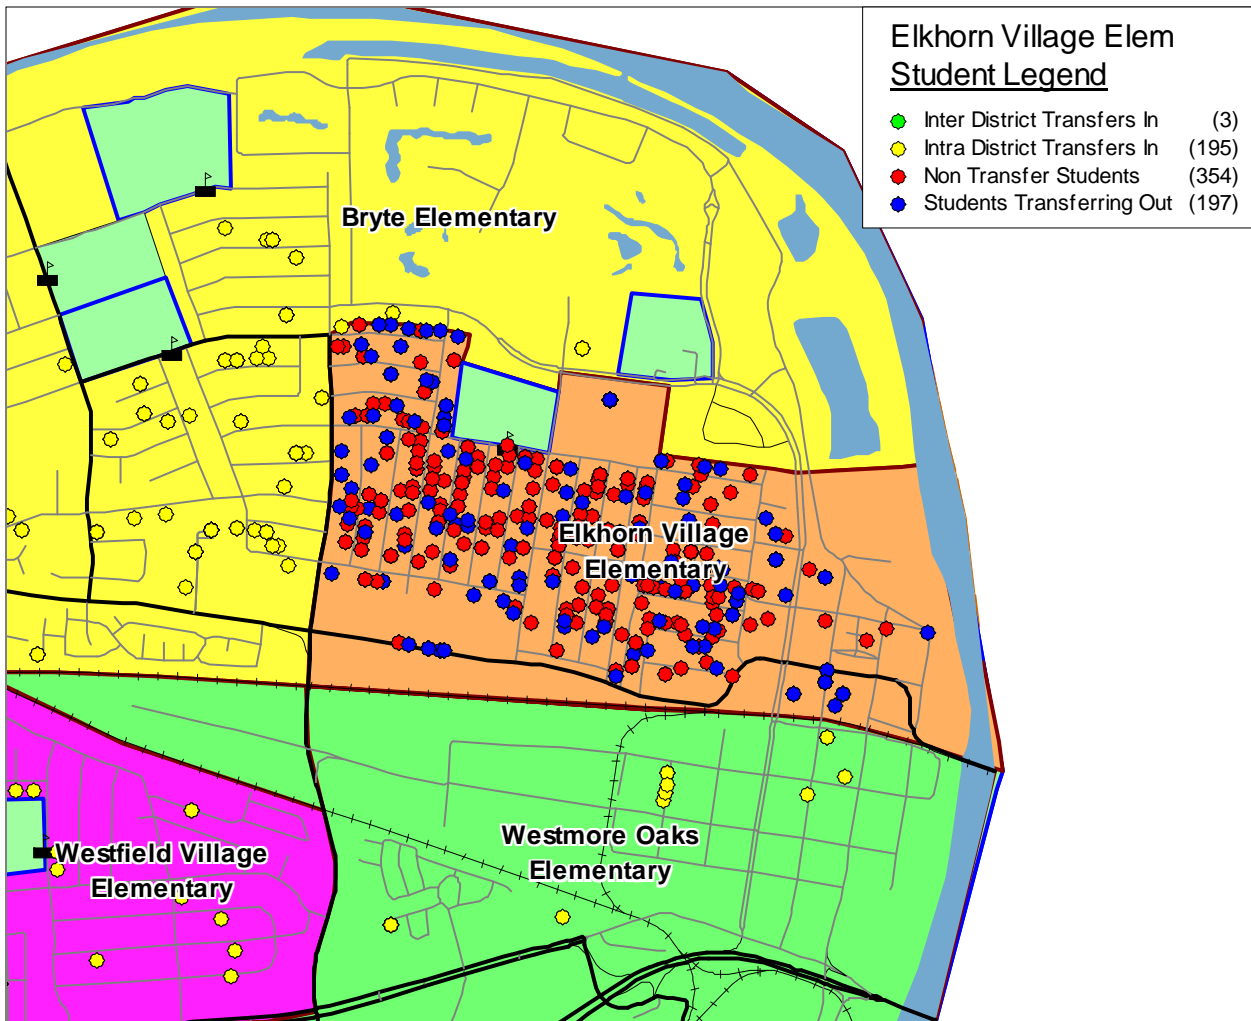 Elkhorn Village Elem
Student Legend
Inter District Transfers In (3)
Intra District Transfers In (195)
Non Transfer Students (354)
Students Transferring Out (197)
Bryte Elementary
Elkhorn Village
Elementary
Westmore Oaks
Elementary
Westfield Village
Elementary